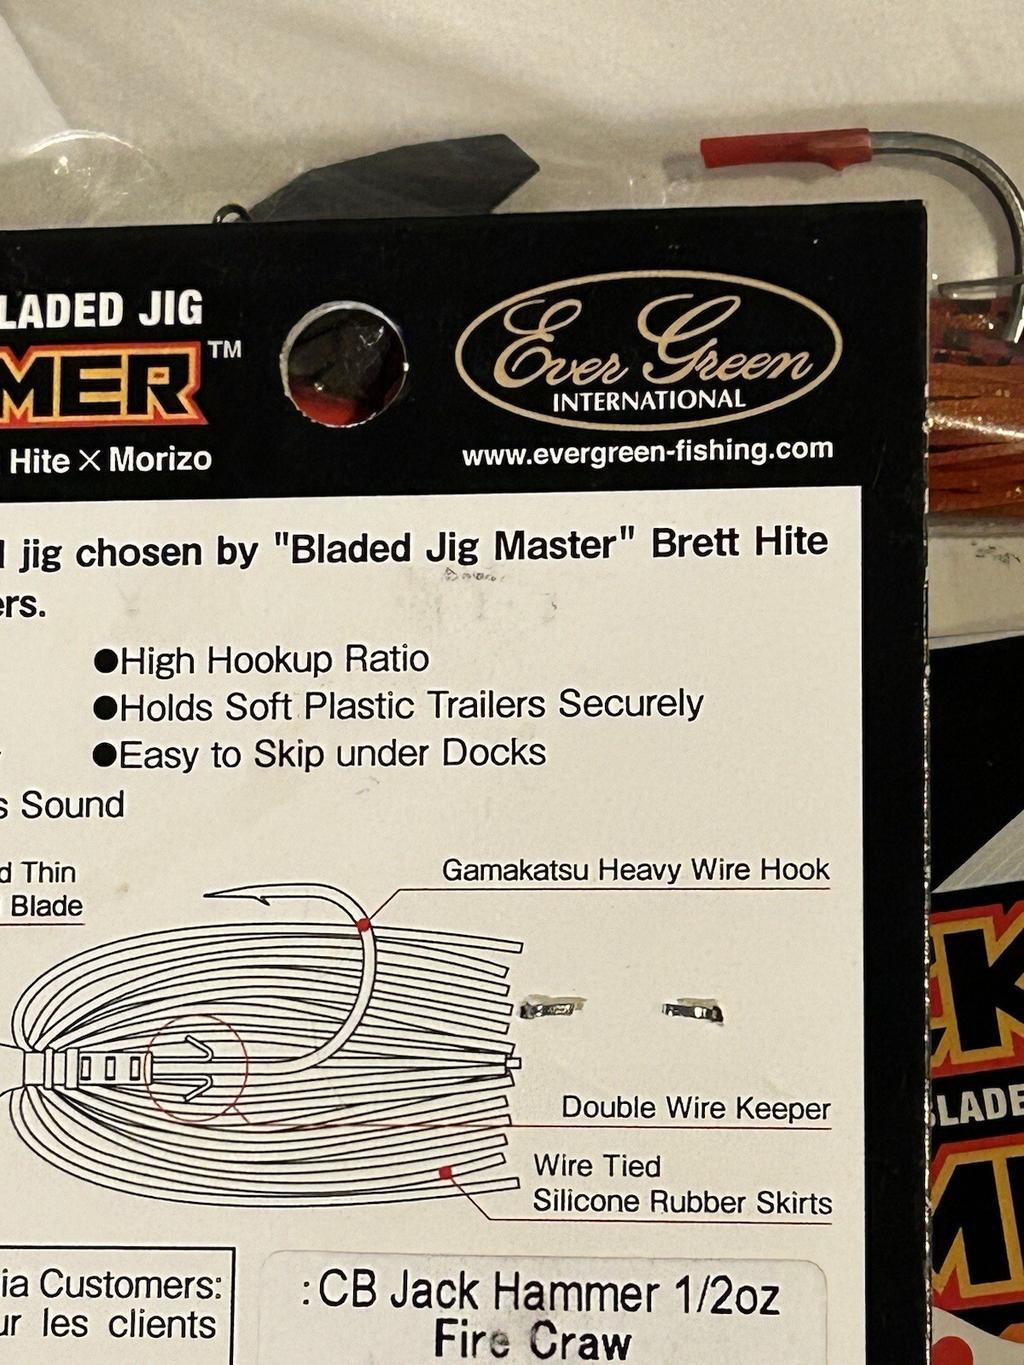 LADED JIG
MER™
Hite × Morizo
Ever Green
INTERNATIONAL
www.evergreen-fishing.com
jig chosen by "Bladed Jig Master" Brett Hite
ers.
●High Hookup Ratio
●Holds Soft Plastic Trailers Securely
●Easy to Skip under Docks
s Sound
d Thin
Blade
Gamakatsu Heavy Wire Hook
Double Wire Keeper
Wire Tied
Silicone Rubber Skirts
ia Customers:
ur les clients
:CB Jack Hammer 1/2oz
Fire Craw
CK
BLADE
M